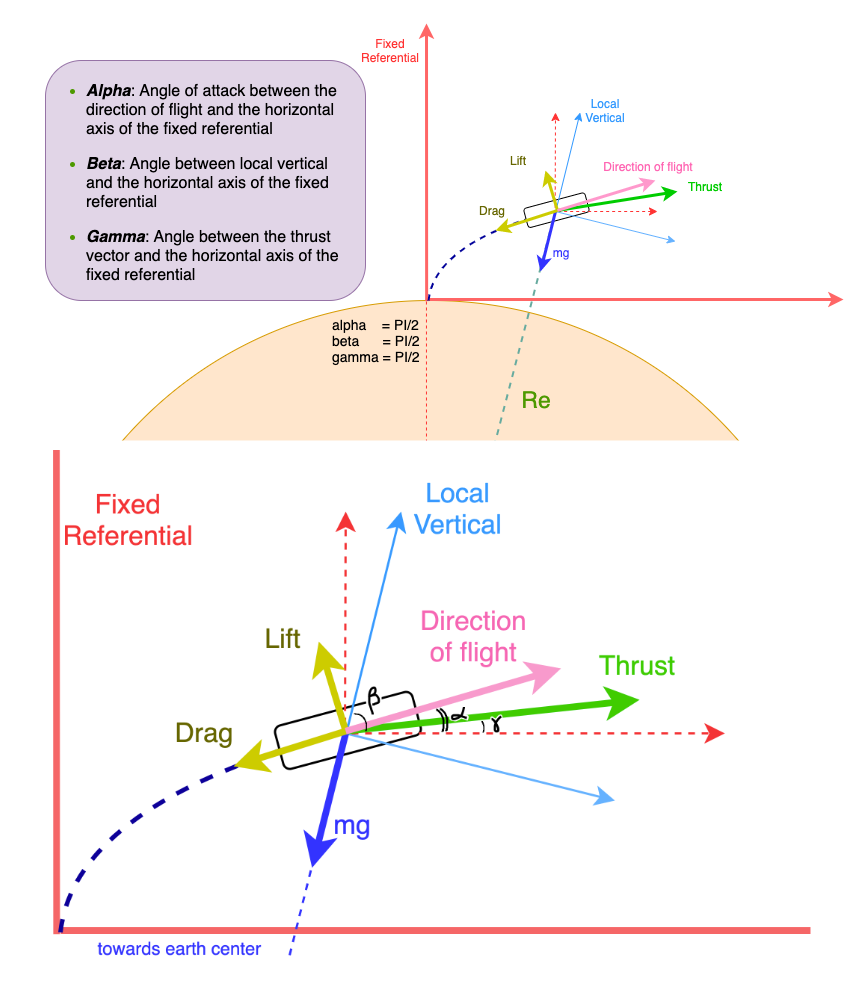 Fixed
Referential
Alpha: Angle of attack between the
direction of flight and the horizontal
axis of the fixed referential
Beta: Angle between local vertical
and the horizontal axis of the fixed
referential
Gamma: Angle between the thrust
vector and the horizontal axis of the
fixed referential
Local
Vertical
Lift
Direction of flight
Thrust
Drag
mg
alpha = PI/2
beta = PI/2
gamma = PI/2
Re
Fixed
Referential
Local
Vertical
Lift
Direction
of flight
Thrust
β
α
γ
Drag
mg
towards earth center